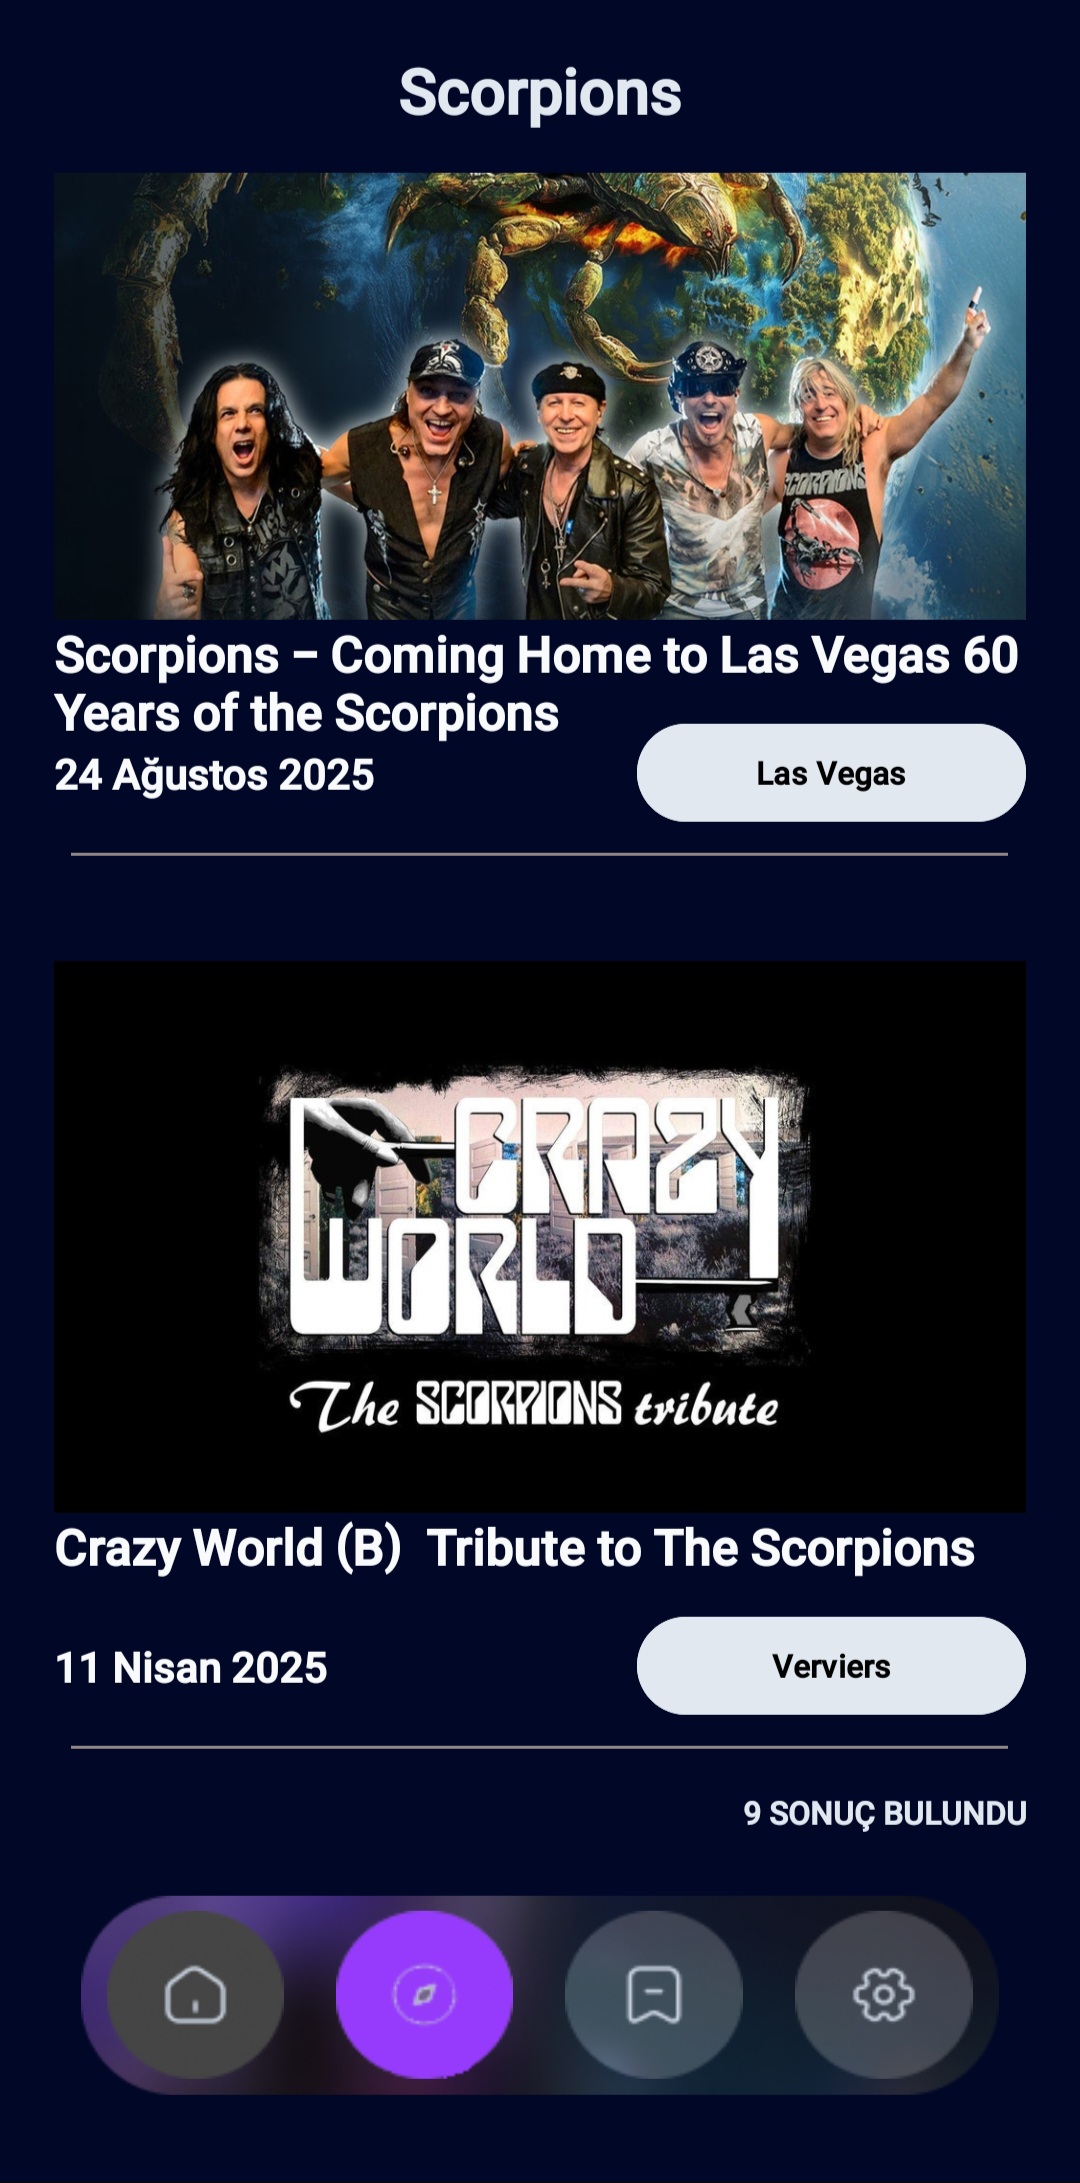 Scorpions
SCORPIONS
Scorpions – Coming Home to Las Vegas 60
Years of the Scorpions
24 Ağustos 2025
Las Vegas
CRAZY
WORLD
The SCORPIONS tribute
Crazy World (B)  Tribute to The Scorpions
11 Nisan 2025
Verviers
9 SONUÇ BULUNDU